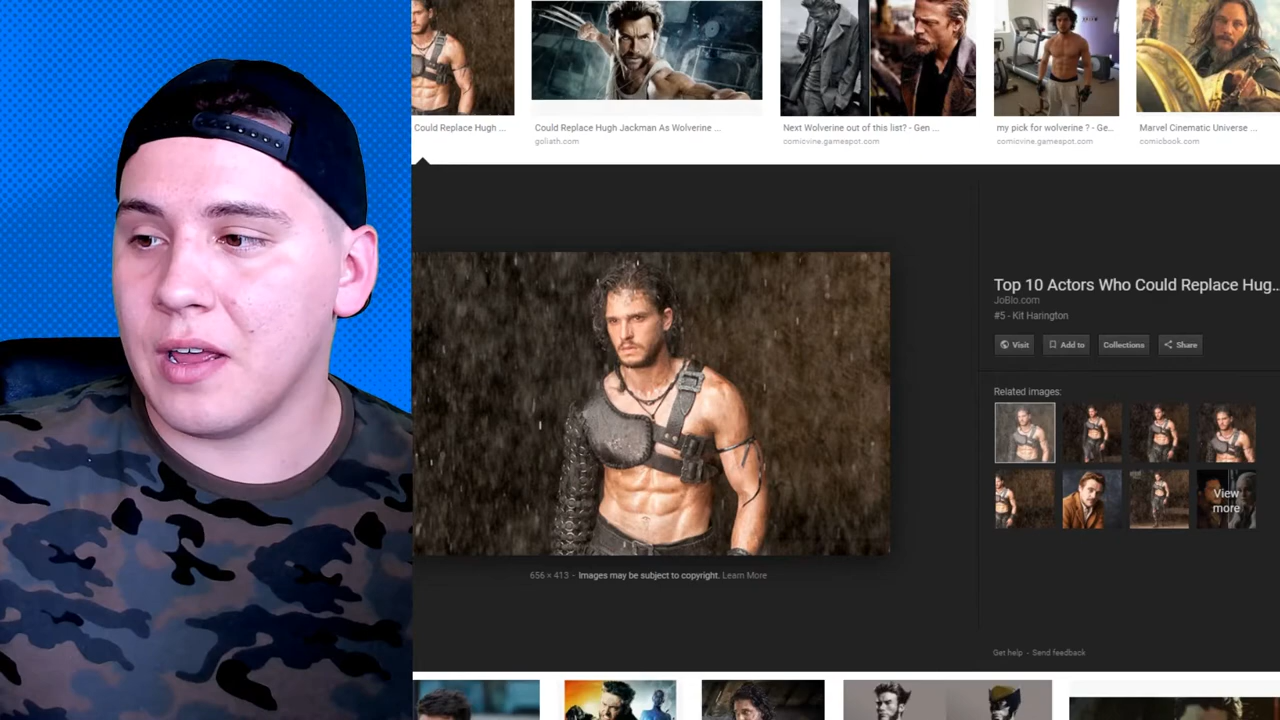 Could Replace Hugh ...
Could Replace Hugh Jackman As Wolverine ...
goliath.com
Next Wolverine out of this list? - Gen ...
comicvine.gamespot.com
my pick for wolverine ? - Ge...
comicvine.gamespot.com
Marvel Cinematic Universe ...
comicbook.com
Top 10 Actors Who Could Replace Hug...
JoBlo.com
#5 - Kit Harington
Visit
Add to
Collections
Share
Related images:
View
more
656 × 413 - Images may be subject to copyright. Learn More
Get help - Send feedback